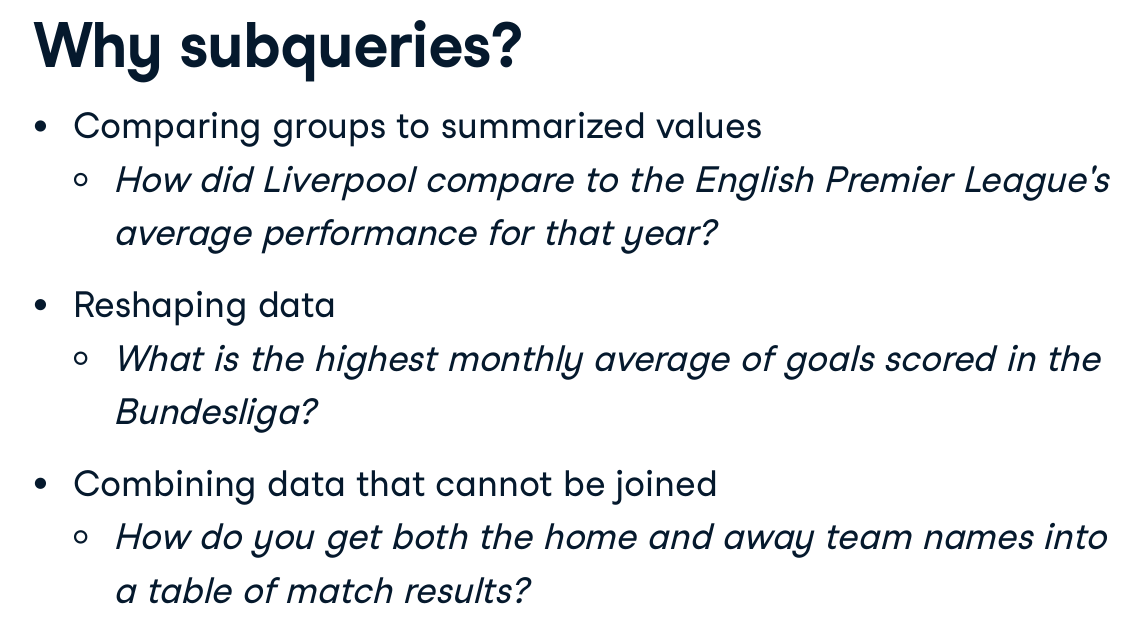 Why subqueries?
• Comparing groups to summarized values
○ How did Liverpool compare to the English Premier League's
average performance for that year?
• Reshaping data
○ What is the highest monthly average of goals scored in the
Bundesliga?
• Combining data that cannot be joined
○ How do you get both the home and away team names into
a table of match results?